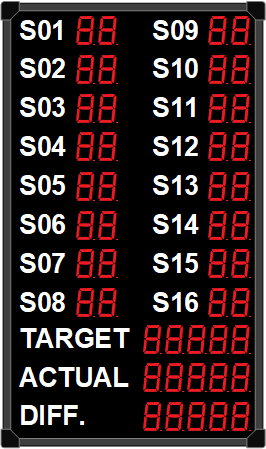 S01 88 S09 88
S02 88 S10 88
S03 88 S11 88
S04 88 S12 88
S05 88 S13 88
S06 88 S14 88
S07 88 S15 88
S08 88 S16 88
TARGET 88888
ACTUAL 88888
DIFF. 88888